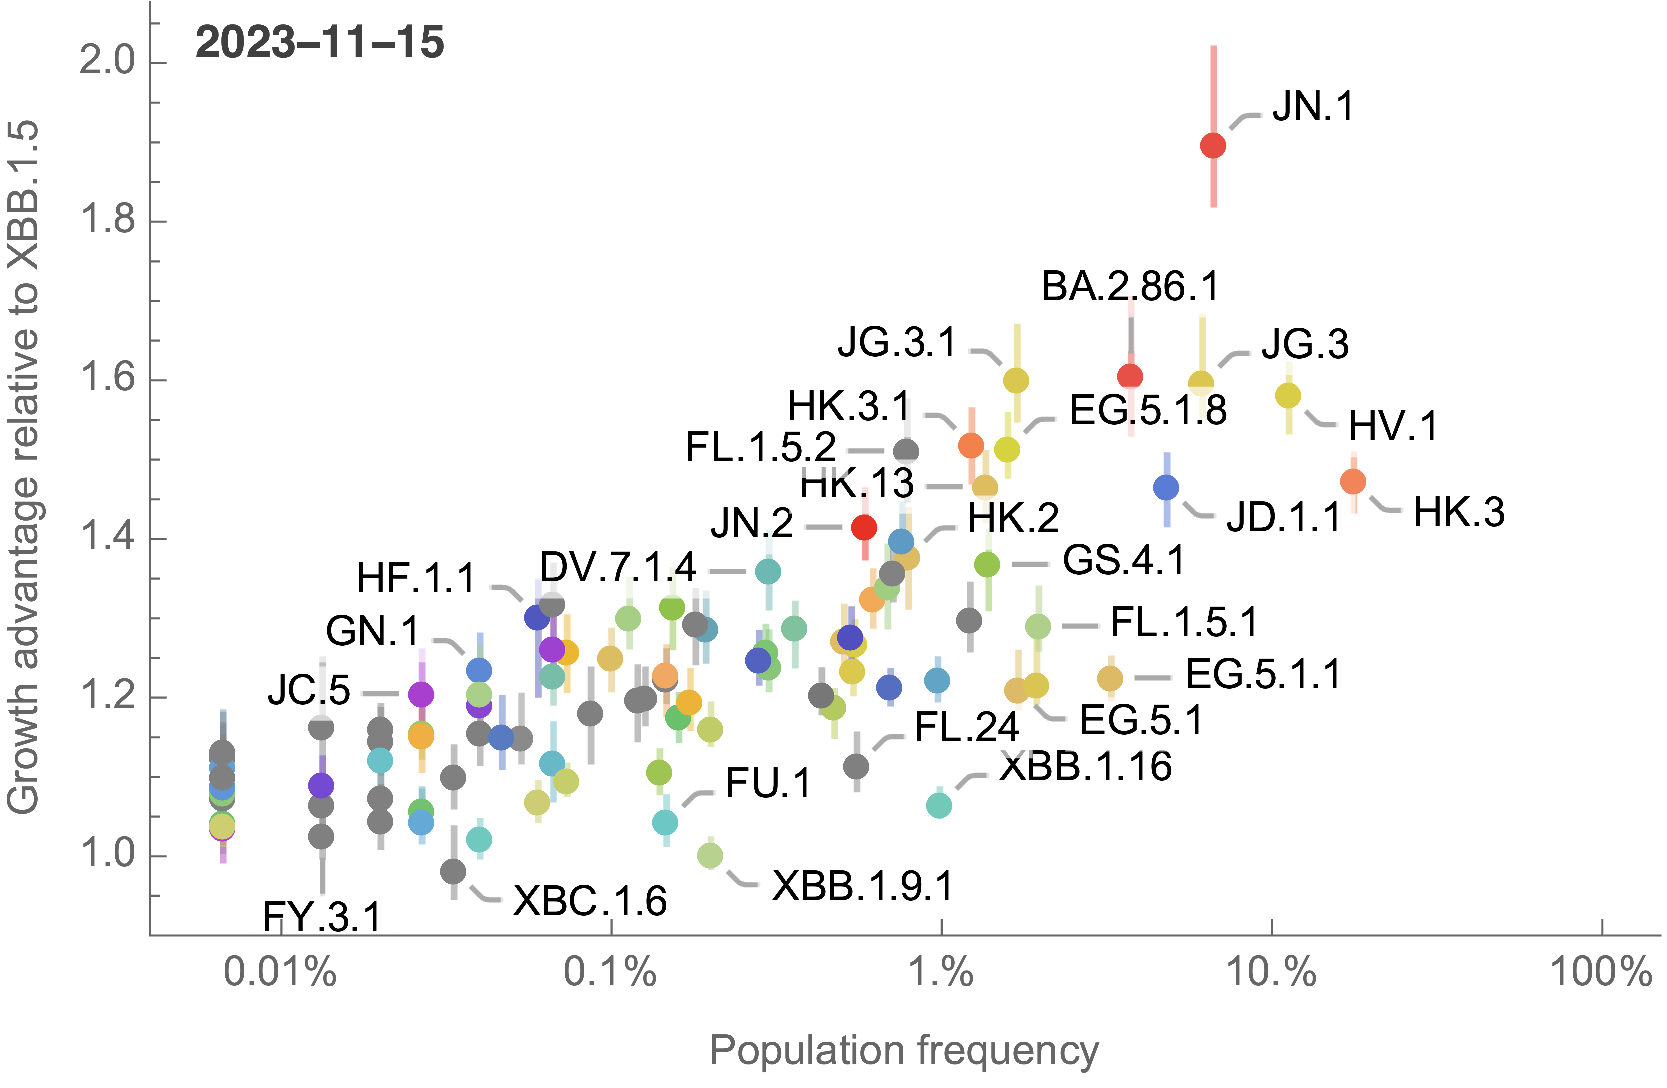 2023–11–15
2.0
1.8
1.6
1.4
1.2
1.0
Growth advantage relative to XBB.1.5
JN.1
BA.2.86.1
JG.3.1
JG.3
HK.3.1
EG.5.1.8
HV.1
FL.1.5.2
HK.13
HK.3
JN.2
HK.2
JD.1.1
DV.7.1.4
GS.4.1
HF.1.1
GN.1
FL.1.5.1
JC.5
EG.5.1.1
EG.5.1
FL.24
XBB.1.16
FU.1
XBB.1.9.1
XBC.1.6
FY.3.1
0.01%
0.1%
1.%
10.%
100%
Population frequency